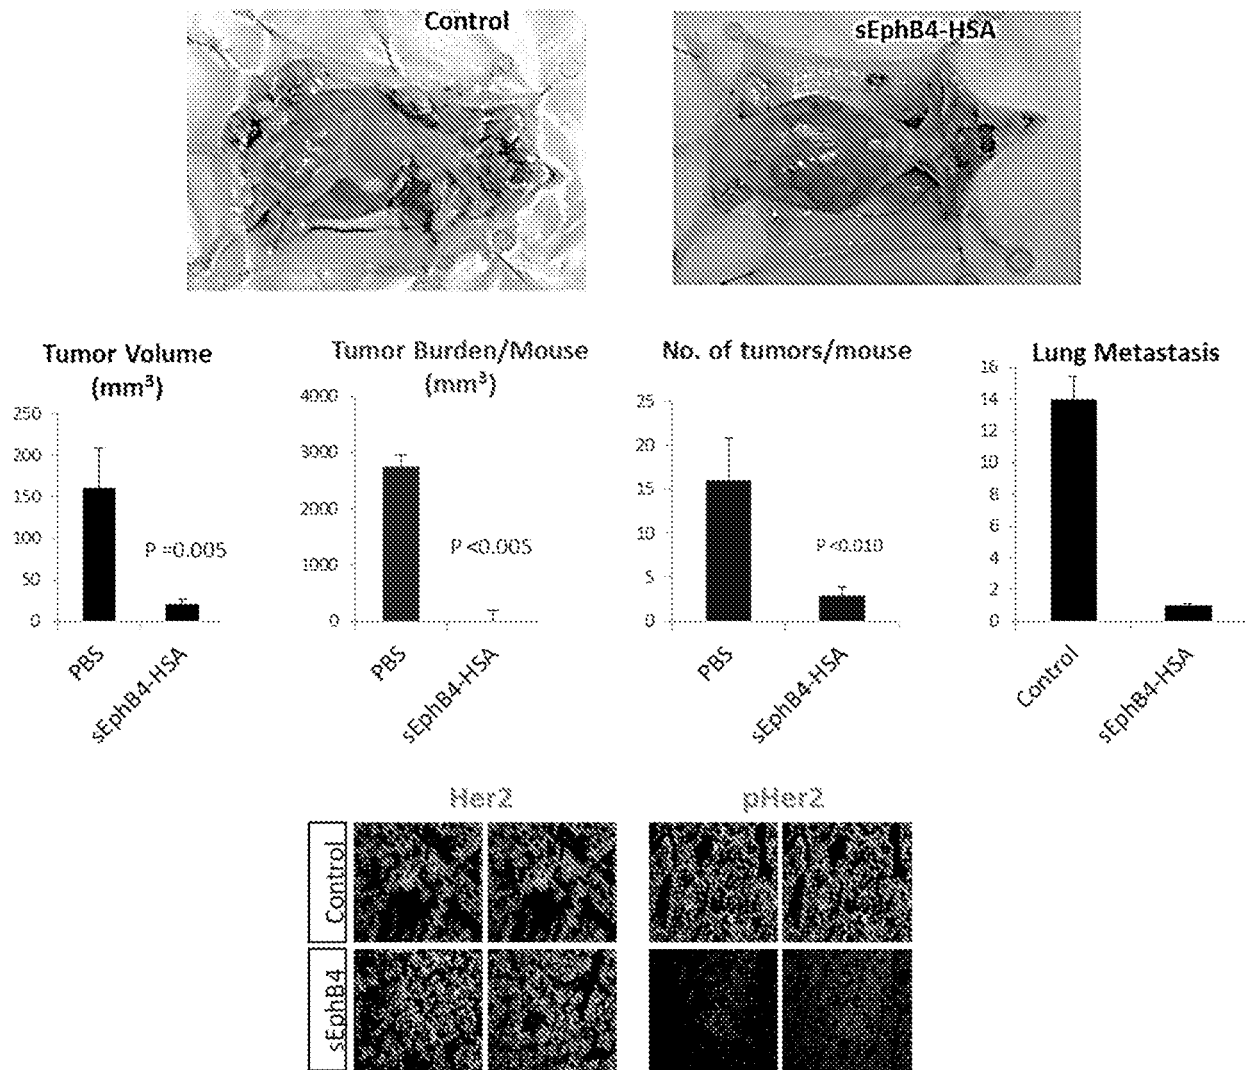 Control
sEphB4-HSA
Tumor Volume
(mm³)
250
200
150
100
50
0
P =0.005
PBS
sEphB4-HSA
Tumor Burden/Mouse
(mm³)
4000
3000
2000
1000
0
P <0.005
PBS
sEphB4-HSA
No. of tumors/mouse
25
20
15
10
5
0
P <0.010
PBS
sEphB4-HSA
Lung Metastasis
16
14
12
10
8
6
4
2
0
Control
sEphB4-HSA
Her2
pHer2
Control
sEphB4